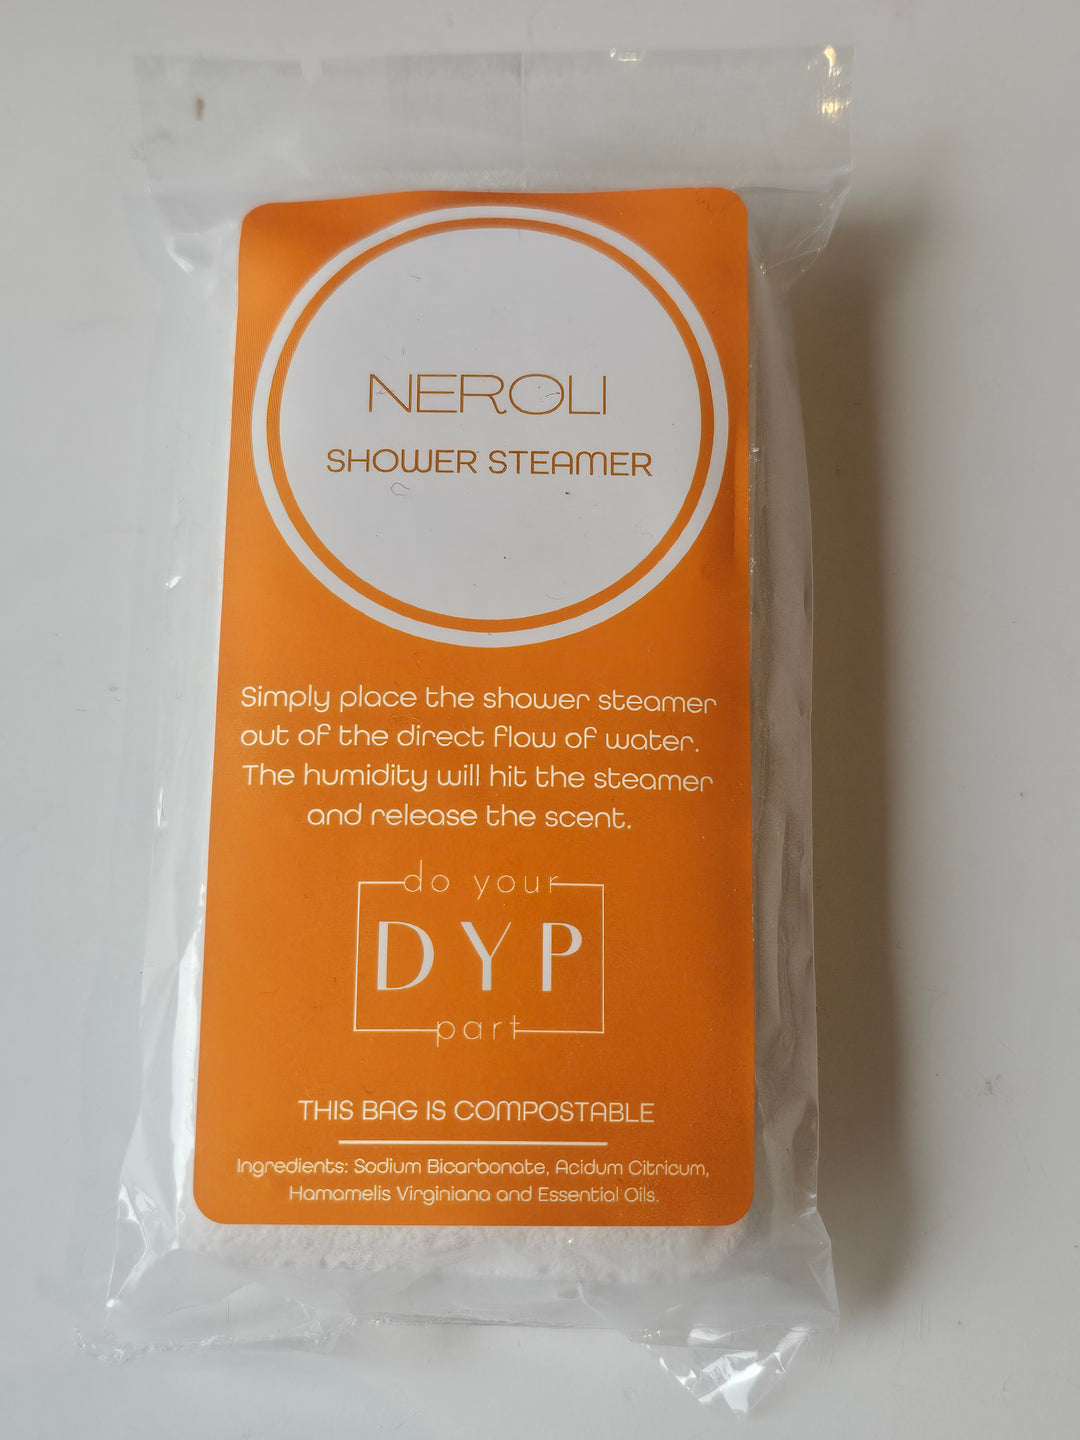 NEROLI
SHOWER STEAMER
Simply place the shower steamer
out of the direct flow of water.
The humidity will hit the steamer
and release the scent.
do your
DYP
part
THIS BAG IS COMPOSTABLE
Ingredients: Sodium Bicarbonate, Acidum Citricum,
Hamamelis Virginiana and Essential Oils.